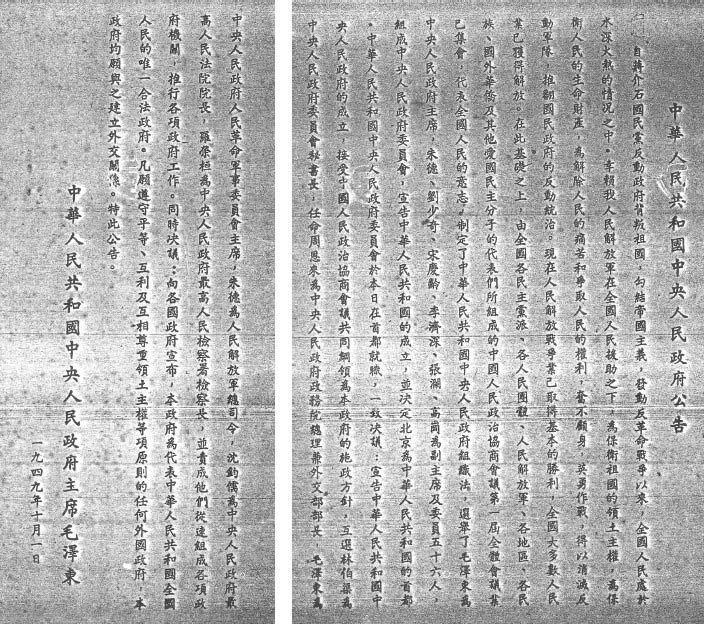 中華人民共和國中央人民政府公告
自蔣介石國民黨反動政府背叛祖國，勾結帝國主義，發動反革命戰爭以來，全國人民處於
水深火熱的情況之中。幸賴我人民解放軍在全國人民援助之下，為保衛祖國的領土主權，為保
衛人民的生命財產，為解除人民的痛苦和爭取人民的權利，奮不顧身，英勇作戰，得以消滅反
動軍隊，推翻國民政府的反動統治。現在人民解放戰爭業已取得基本的勝利，全國大多數人民
業已獲得解放。在此基礎之上，由全國各民主黨派、各人民團體、人民解放軍、各地區、各民
族、國外華僑及其他愛國民主分子的代表們所組成的中國人民政治協商會議第一屆全體會議業
已集會，代表全國人民的意志，制定了中華人民共和國中央人民政府組織法，選舉了毛澤東為
中央人民政府主席，朱德、劉少奇、宋慶齡、李濟深、張瀾、高崗為副主席及委員五十六人，
組成中央人民政府委員會，宣告中華人民共和國的成立，並決定北京為中華人民共和國的首都
。中華人民共和國中央人民政府委員會於本日在首都就職，一致決議：宣告中華人民共和國中
央人民政府的成立，接受中國人民政治協商會議共同綱領為本政府的施政方針，互選林伯渠為
中央人民政府委員會秘書長，任命周恩來為中央人民政府政務院總理兼外交部部長，毛澤東為
中央人民政府人民革命軍事委員會主席，朱德為人民解放軍總司令，沈鈞儒為中央人民政府最
高人民法院院長，羅榮桓為中央人民政府最高人民檢察署檢察長，並責成他們從速組成各項政
府機關，推行各項政府工作。同時決議：向各國政府宣布，本政府為代表中華人民共和國全國
人民的唯一合法政府。凡願遵守平等、互利及互相尊重領土主權等項原則的任何外國政府，本
政府均願與之建立外交關係。特此公告。
中華人民共和國中央人民政府主席毛澤東
一九四九年十月一日